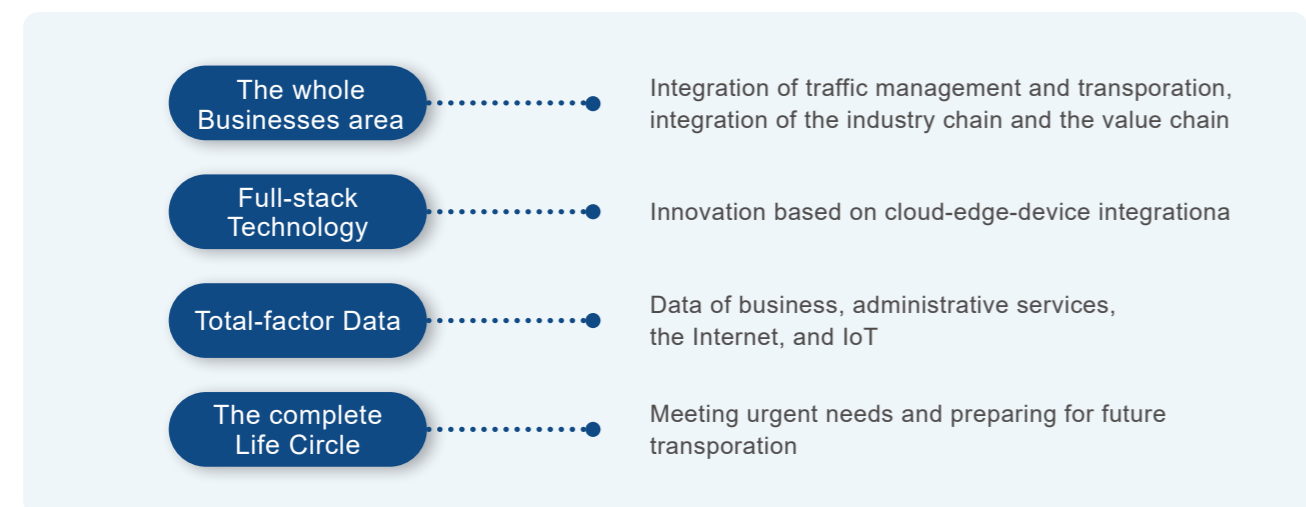 The whole
Businesses area
Integration of traffic management and transporation,
integration of the industry chain and the value chain
Full-stack
Technology
Innovation based on cloud-edge-device integrationa
Total-factor Data
Data of business, administrative services,
the Internet, and IoT
The complete
Life Circle
Meeting urgent needs and preparing for future
transporation